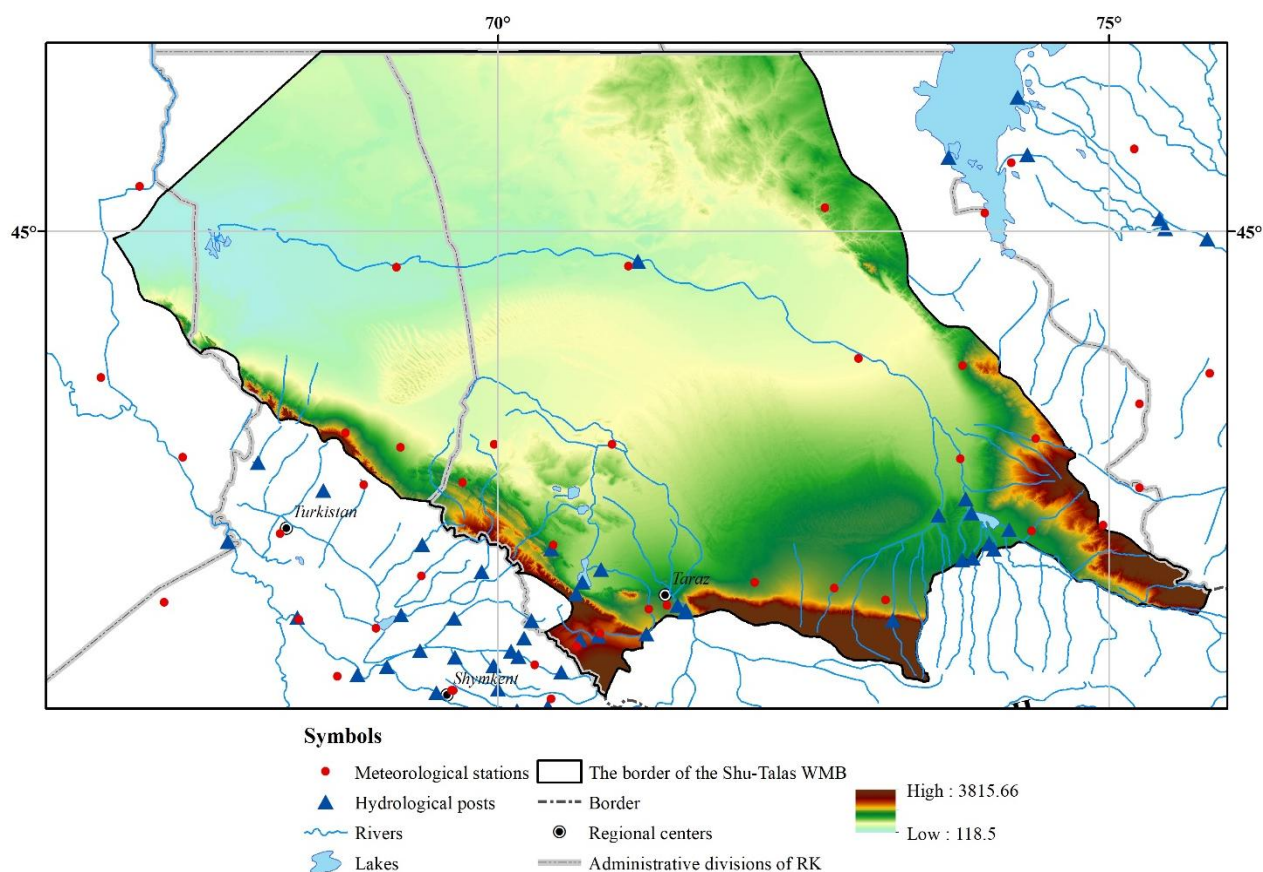 70°
75°
45°
45°
Turkistan
Taraz
Shymkent
Symbols
Meteorological stations
The border of the Shu-Talas WMB
Hydrological posts
Border
Rivers
Regional centers
Lakes
Administrative divisions of RK
High : 3815.66
Low : 118.5